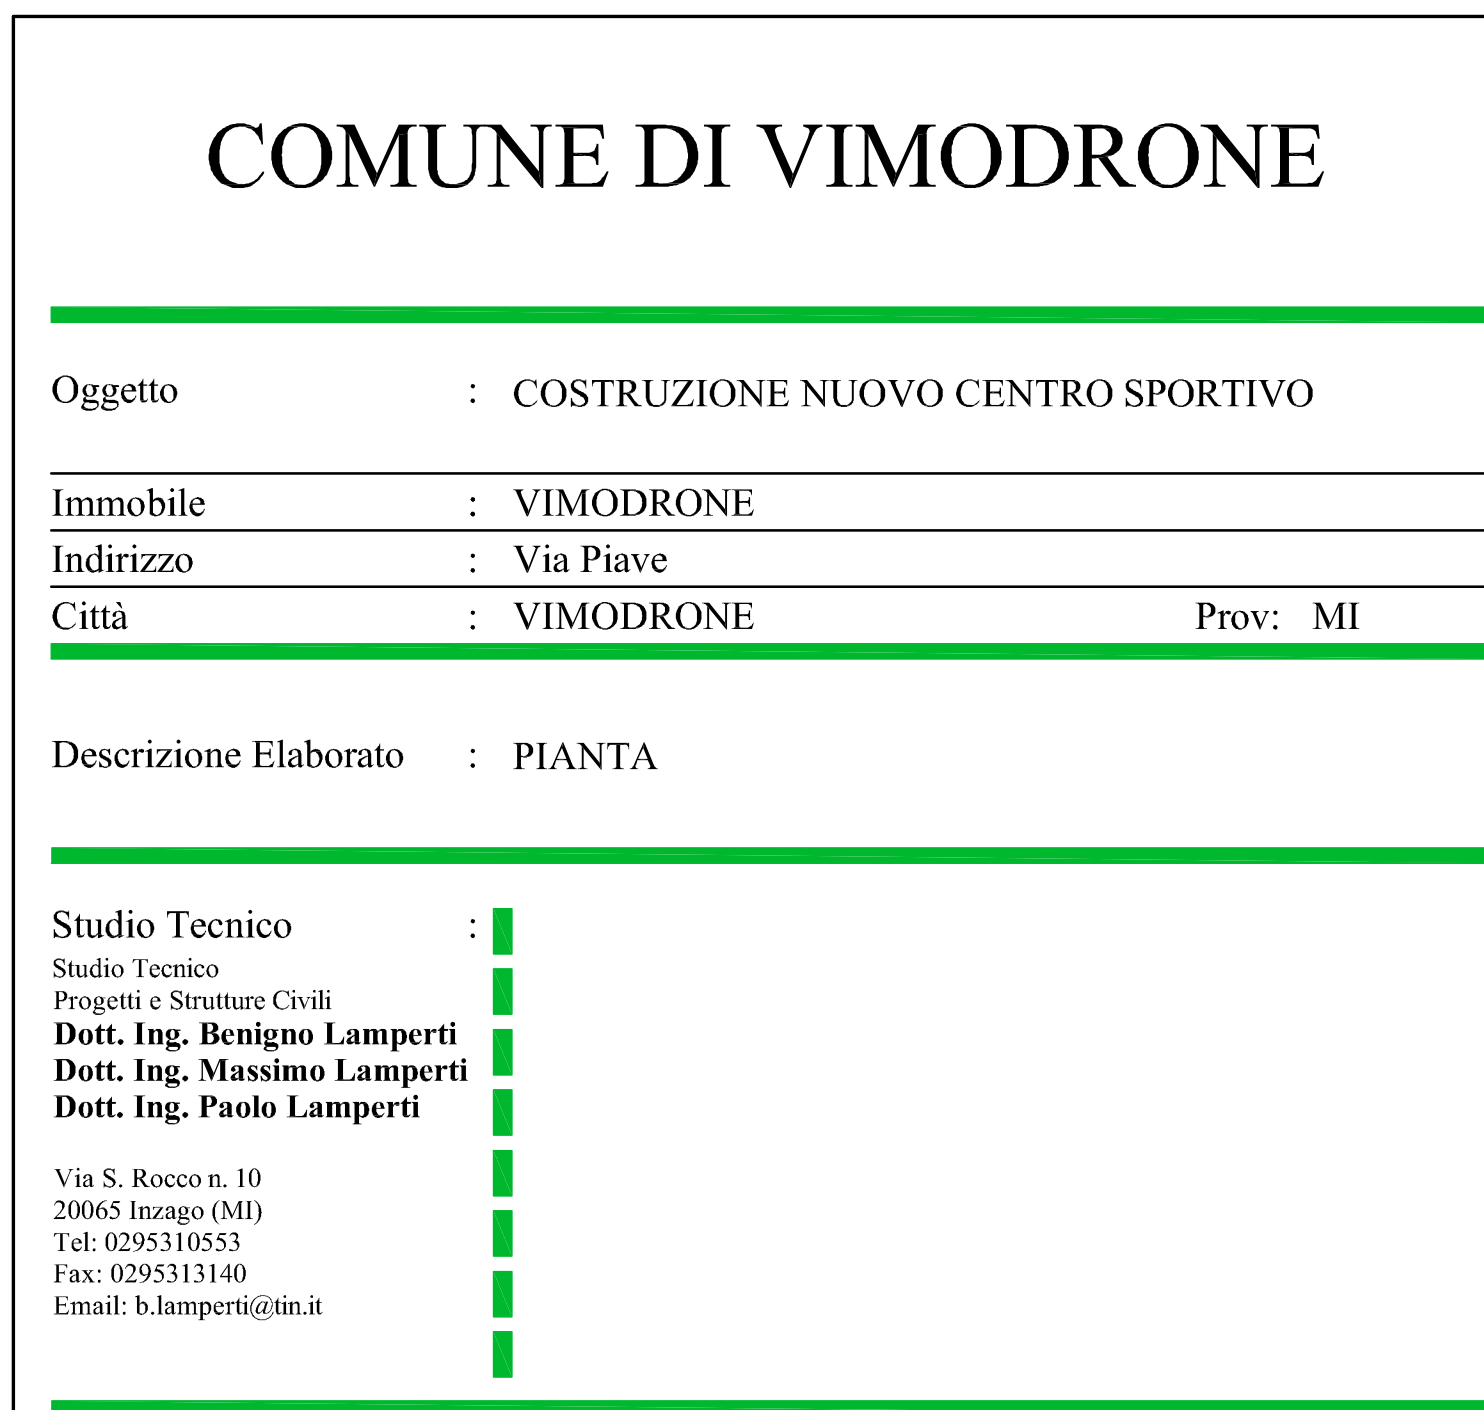 COMUNE DI VIMODRONE
Oggetto : COSTRUZIONE NUOVO CENTRO SPORTIVO
Immobile : VIMODRONE
Indirizzo : Via Piave
Città : VIMODRONE Prov: MI
Descrizione Elaborato : PIANTA
Studio Tecnico :
Studio Tecnico
Progetti e Strutture Civili
Dott. Ing. Benigno Lamperti
Dott. Ing. Massimo Lamperti
Dott. Ing. Paolo Lamperti
Via S. Rocco n. 10
20065 Inzago (MI)
Tel: 0295310553
Fax: 0295313140
Email: b.lamperti@tin.it